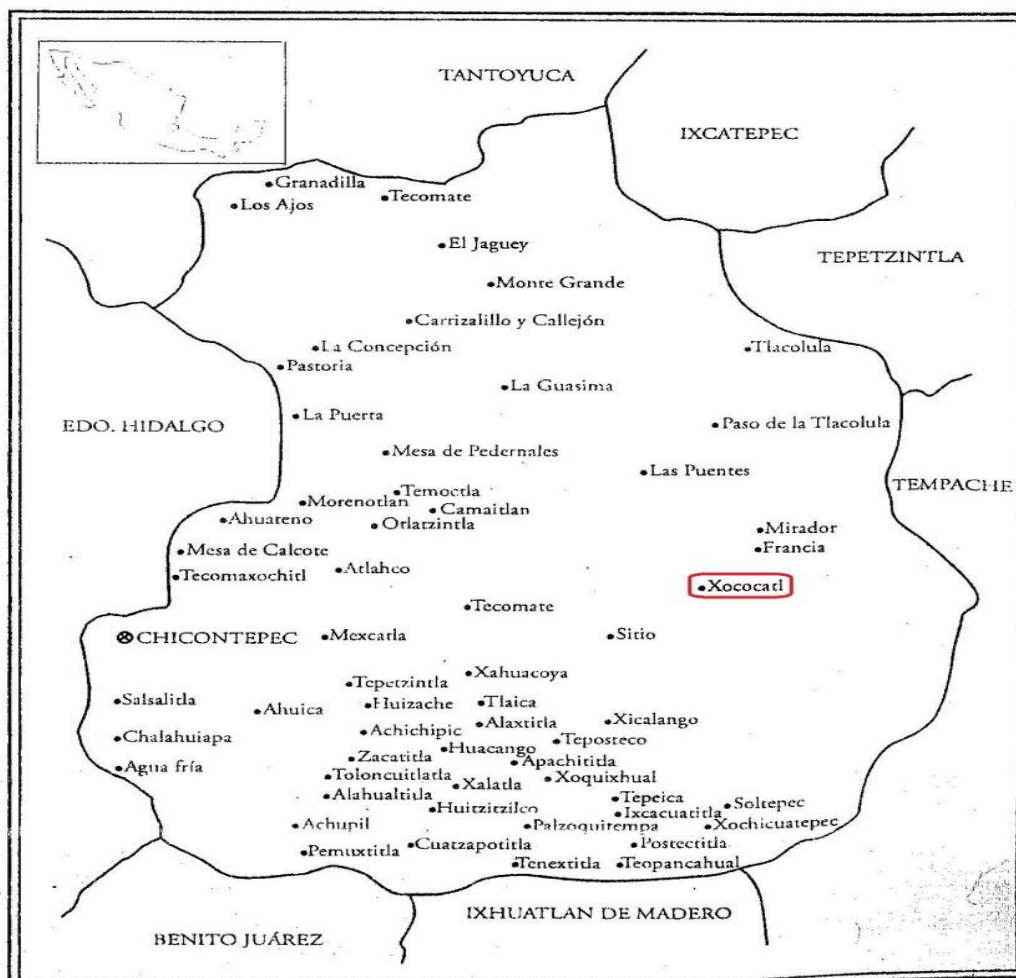 TANTOYUCA
IXCATEPEC
Granadilla
Tecomate
Los Ajos
El Jaguey
TEPETZINTLA
Monte Grande
Carrizalillo y Callejón
La Concepción
Tlacolula
Pastoria
La Guasima
La Puerta
Paso de la Tlacolula
EDO. HIDALGO
Mesa de Pedernales
Las Puentes
TEMPACHE
Temoctla
Morenotlan
Camaitlan
Ahuateno
Otlatzintla
Mirador
Mesa de Calcote
Francia
Atlahco
Tecomaxochitl
Xococatl
Tecomate
CHICONTEPEC
Mexcatla
Sitio
Xahuacoya
Tepetzintla
Salsalitla
Huizache
Tlaica
Ahuica
Alaxtitla
Xicalango
Achichipic
Chalahuiapa
Teposteco
Huacango
Zacatitla
Apachititla
Agua fría
Toloncuitlatla
Xoquixhual
Xalatla
Alahualtitla
Tepeica
Soltepec
Huitzitzilco
Ixcacuatitla
Achupil
Palzoquitempa
Xochicuatepec
Cuatzapotitla
Postectitla
Pemuxtitla
Tenextitla
Teopancahual
IXHUATLAN DE MADERO
BENITO JUÁREZ